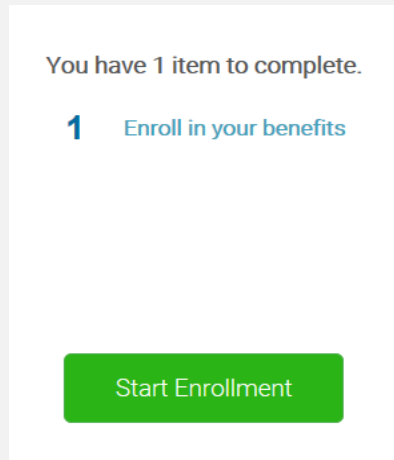 You have 1 item to complete.
1 Enroll in your benefits
Start Enrollment